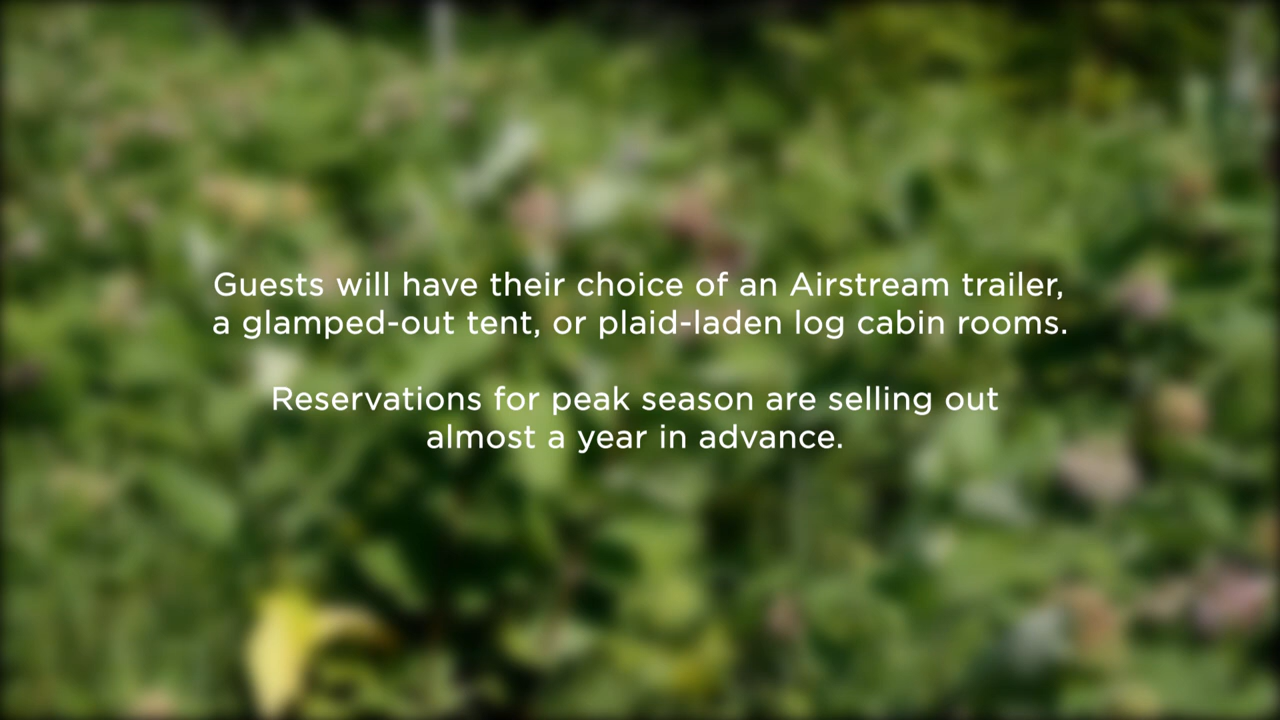 Guests will have their choice of an Airstream trailer,
a glamped-out tent, or plaid-laden log cabin rooms.
Reservations for peak season are selling out
almost a year in advance.